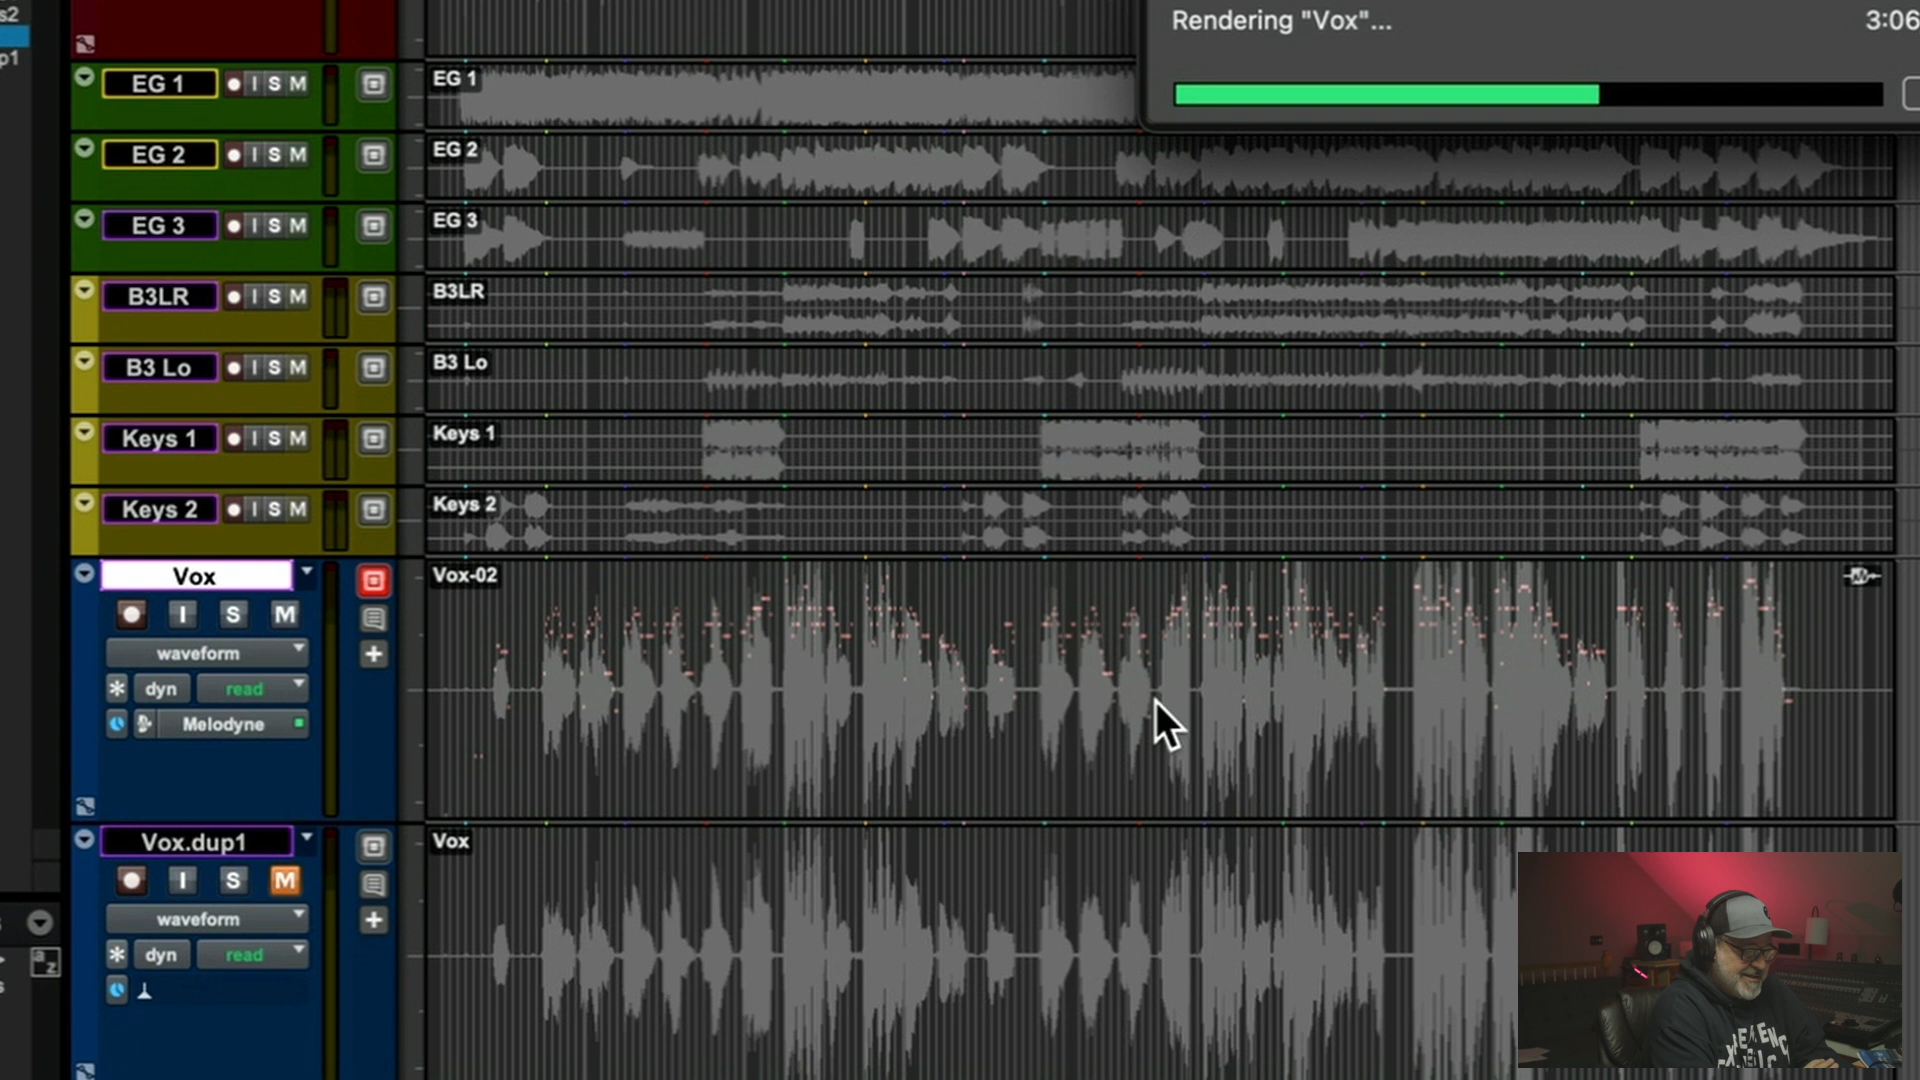 s2
p1
Rendering "Vox"...
3:06
EG 1
I S M
EG 1
EG 2
I S M
EG 2
EG 3
I S M
EG 3
B3LR
I S M
B3LR
B3 Lo
I S M
B3 Lo
Keys 1
I S M
Keys 1
Keys 2
I S M
Keys 2
Vox
I S M
waveform
dyn
read
Melodyne
Vox-02
Vox.dup1
I S M
waveform
dyn
read
Vox
a
z
s